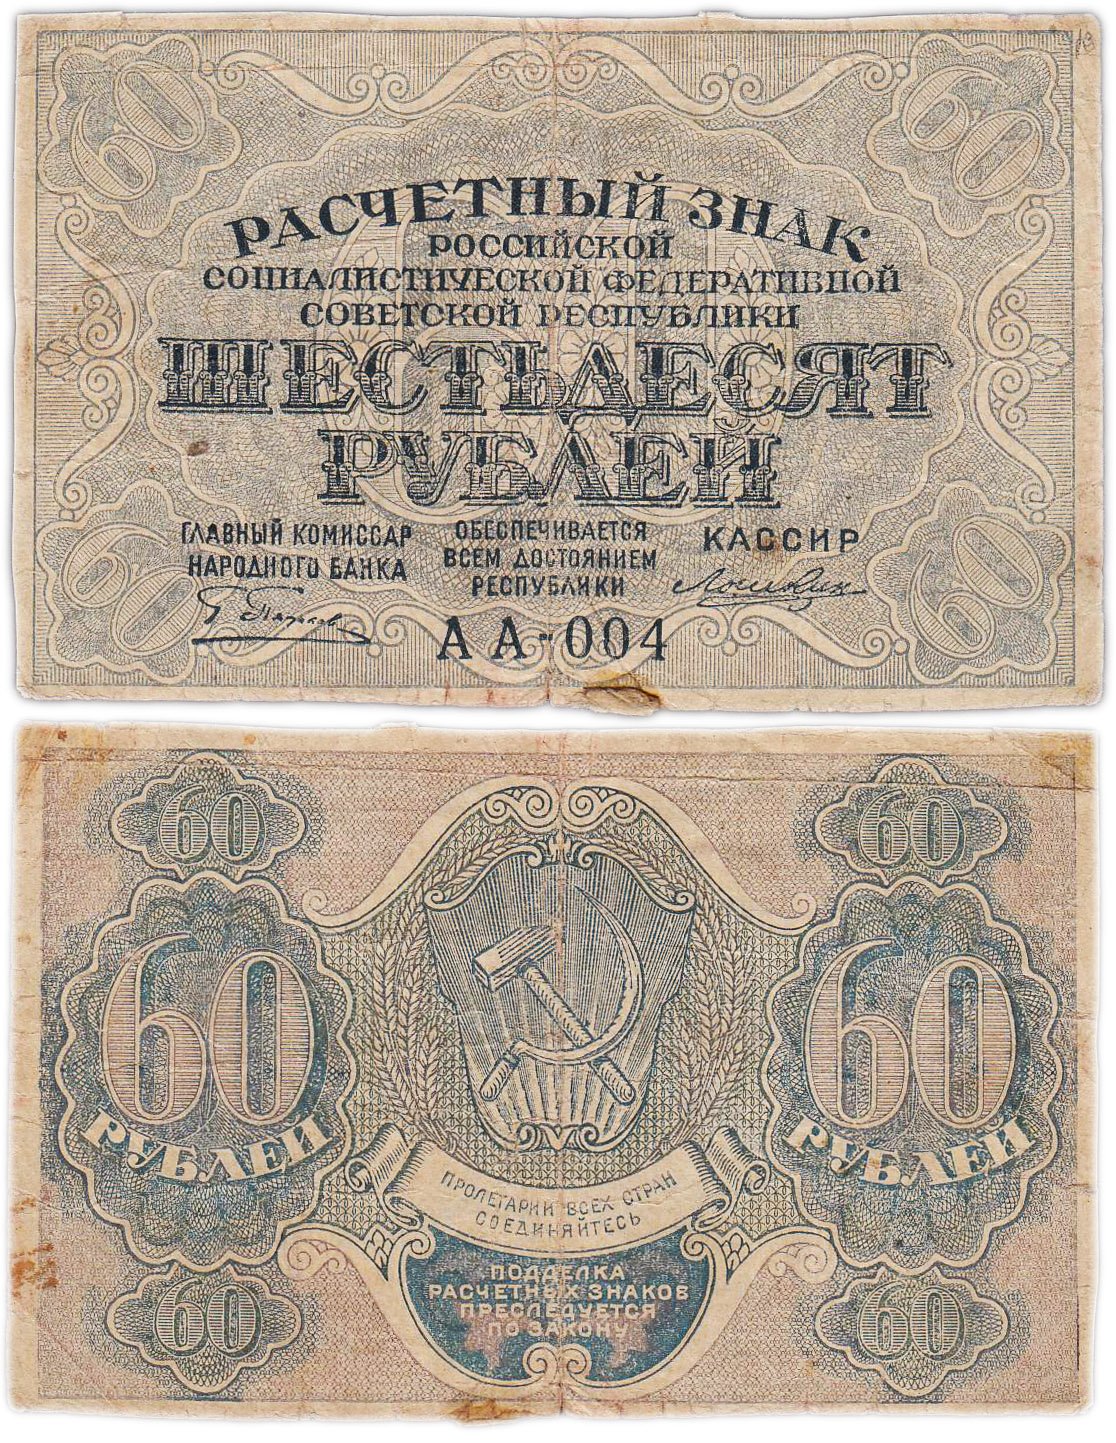 60
60
РАСЧЕТНЫЙ ЗНАК
РОССИЙСКОЙ
СОЦИАЛИСТИЧЕСКОЙ ФЕДЕРАТИВНОЙ
СОВЕТСКОЙ РЕСПУБЛИКИ
ШЕСТЬДЕСЯТ
РУБЛЕЙ
60
60
ГЛАВНЫЙ КОМИССАР
НАРОДНОГО БАНКА
ОБЕСПЕЧИВАЕТСЯ
ВСЕМ ДОСТОЯНИЕМ
РЕСПУБЛИКИ
КАССИР
АА-004
60
60
60
РУБЛЕЙ
60
РУБЛЕЙ
ПРОЛЕТАРИИ ВСЕХ СТРАН
СОЕДИНЯЙТЕСЬ
ПОДДЕЛКА
РАСЧЕТНЫХ ЗНАКОВ
ПРЕСЛЕДУЕТСЯ
ПО ЗАКОНУ
60
60